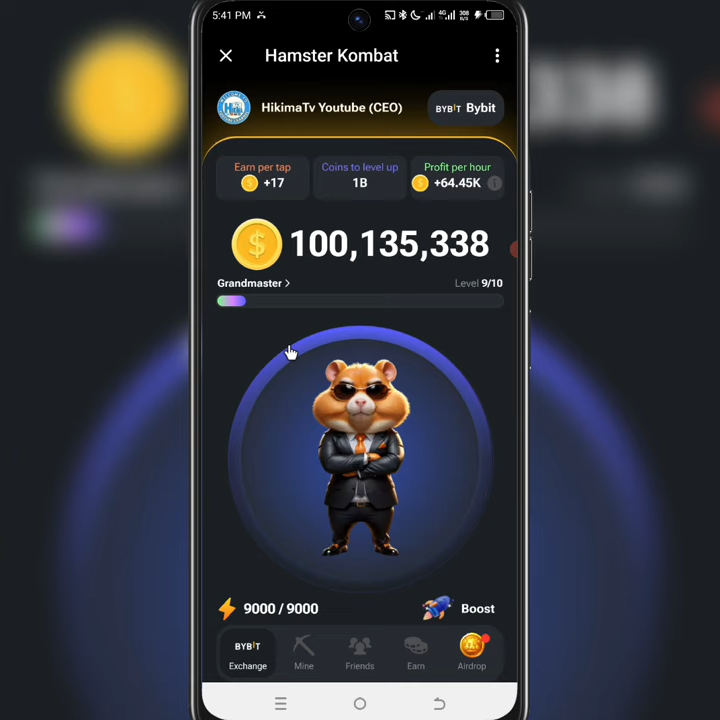 5:41 PM
4G
308
B/s
Hamster Kombat
HikimaTv Youtube (CEO)
BYBIT Bybit
Earn per tap
+17
Coins to level up
1B
Profit per hour
+64.45K
$ 100,135,338
Grandmaster >
Level 9/10
9000 / 9000
Boost
BYBIT
Exchange
Mine
Friends
Earn
Airdrop